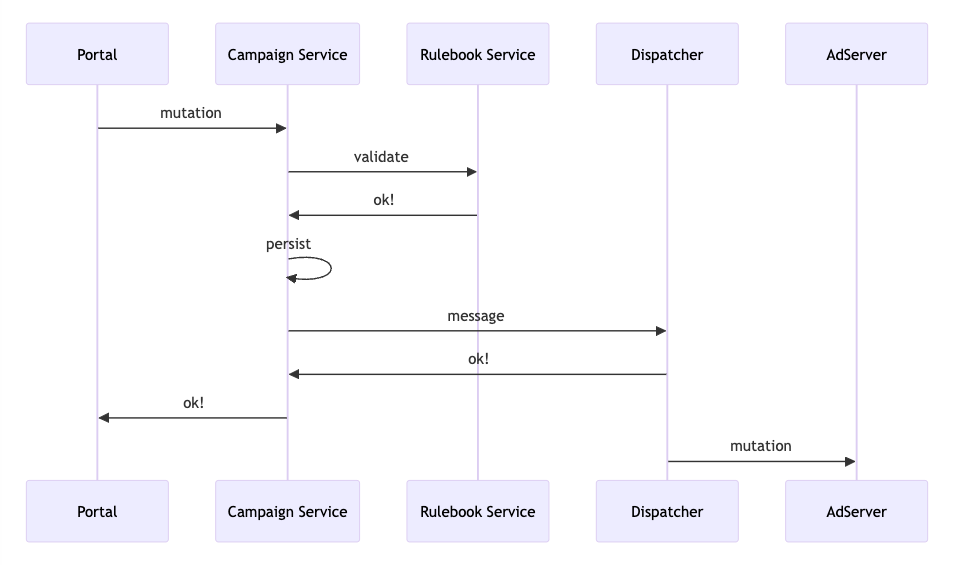 Portal
Campaign Service
Rulebook Service
Dispatcher
AdServer
mutation
validate
ok!
persist
message
ok!
ok!
mutation
Portal
Campaign Service
Rulebook Service
Dispatcher
AdServer